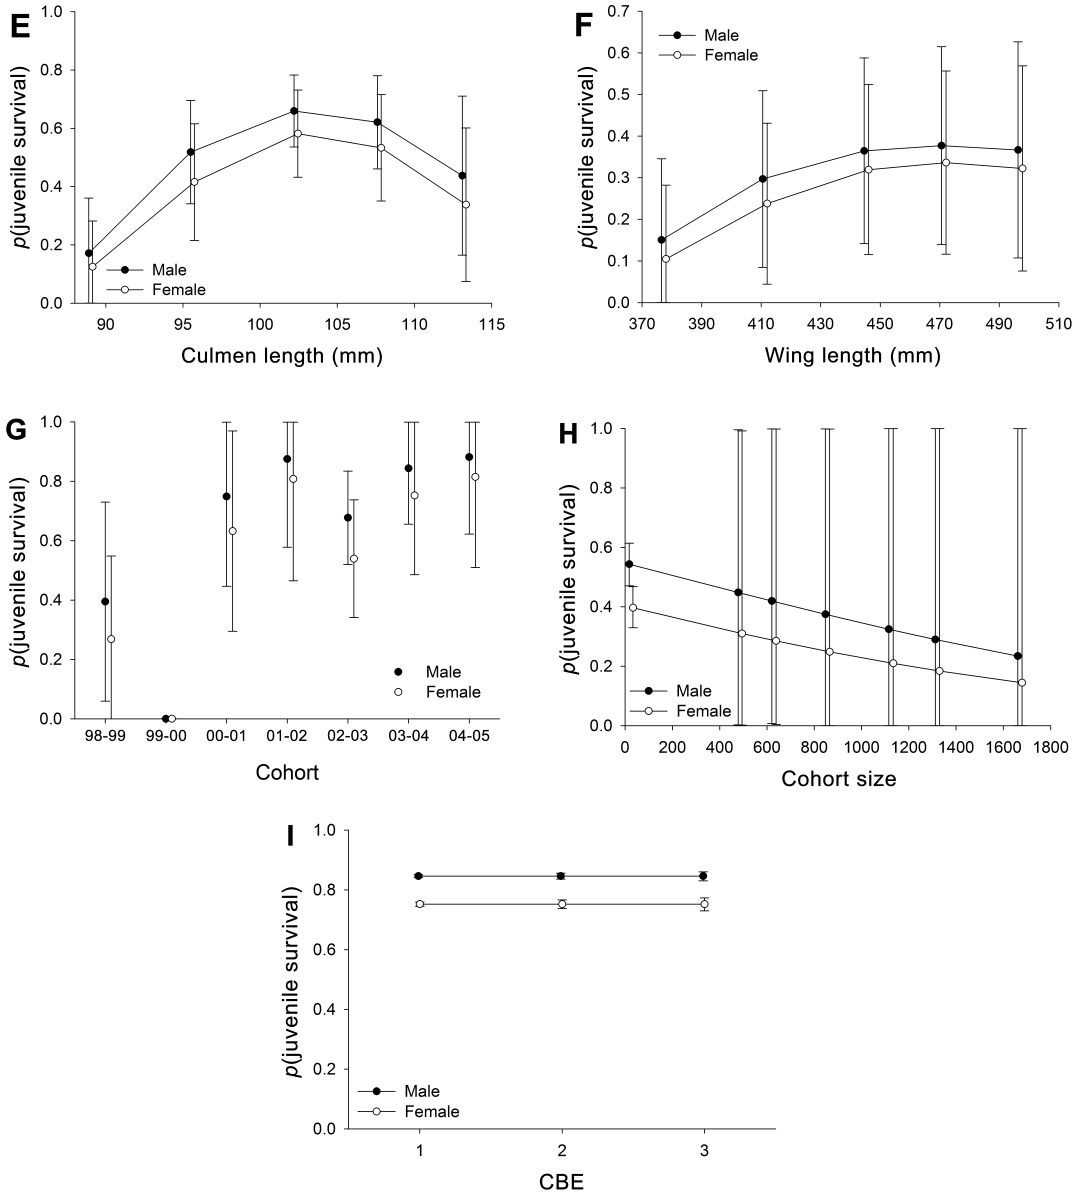 E
1.0
0.8
0.6
0.4
0.2
0.0
p(juvenile survival)
Male
Female
90 95 100 105 110 115
Culmen length (mm)
F
0.7
0.6
0.5
0.4
0.3
0.2
0.1
0.0
p(juvenile survival)
Male
Female
370 390 410 430 450 470 490 510
Wing length (mm)
G
1.0
0.8
0.6
0.4
0.2
0.0
p(juvenile survival)
Male
Female
98-99 99-00 00-01 01-02 02-03 03-04 04-05
Cohort
H
1.0
0.8
0.6
0.4
0.2
0.0
p(juvenile survival)
Male
Female
0 200 400 600 800 1000 1200 1400 1600 1800
Cohort size
I
1.0
0.8
0.6
0.4
0.2
0.0
p(juvenile survival)
Male
Female
1 2 3
CBE